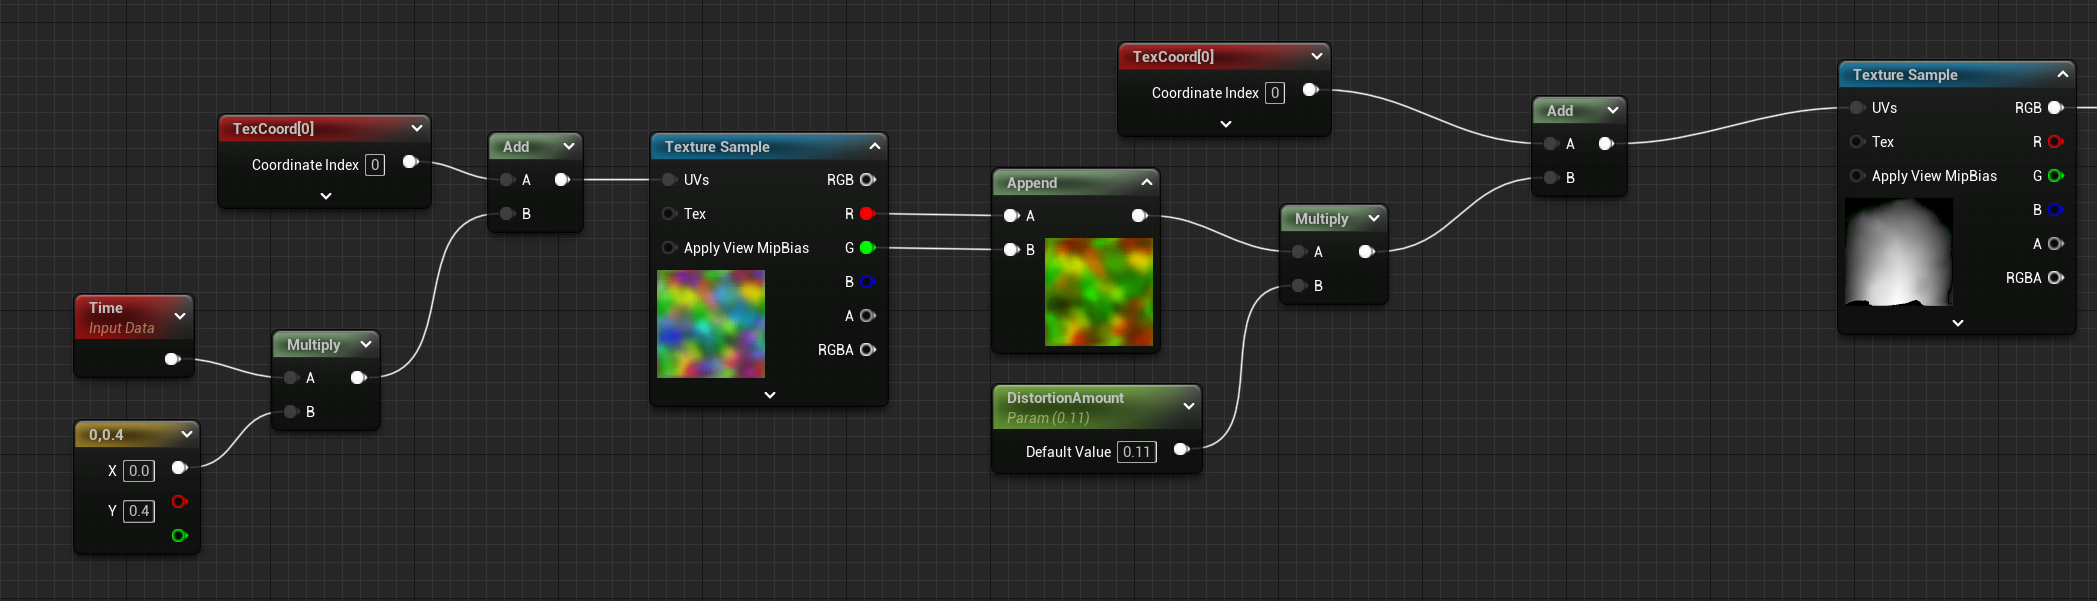 TexCoord[0]
Coordinate Index 0
Time
Input Data
0,0.4
X 0.0
Y 0.4
Multiply
A
B
Add
A
B
Texture Sample
UVs RGB
Tex R
Apply View MipBias G
B
A
RGBA
Append
A
B
DistortionAmount
Param (0.11)
Default Value 0.11
TexCoord[0]
Coordinate Index 0
Multiply
A
B
Add
A
B
Texture Sample
UVs RGB
Tex R
Apply View MipBias G
B
A
RGBA